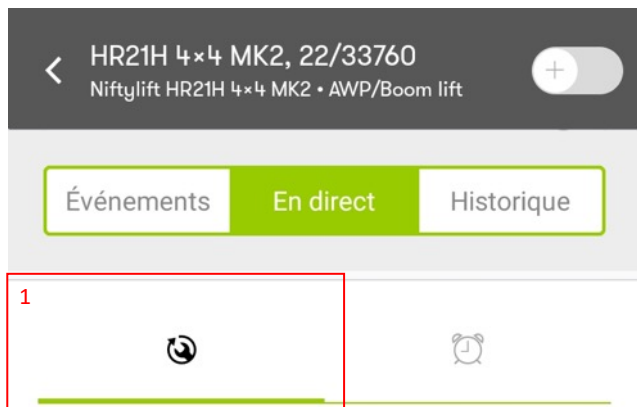 HR21H 4×4 MK2, 22/33760
Niftylift HR21H 4×4 MK2 • AWP/Boom lift
Événements En direct Historique
1